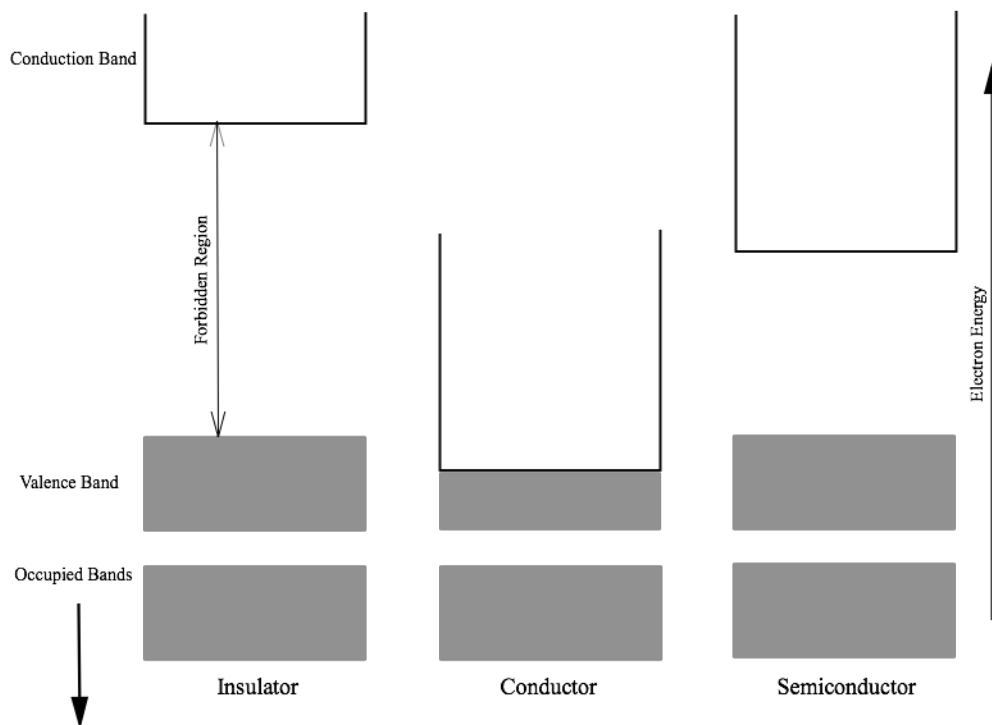 Conduction Band
Forbidden Region
Electron Energy
Valence Band
Occupied Bands
Insulator
Conductor
Semiconductor